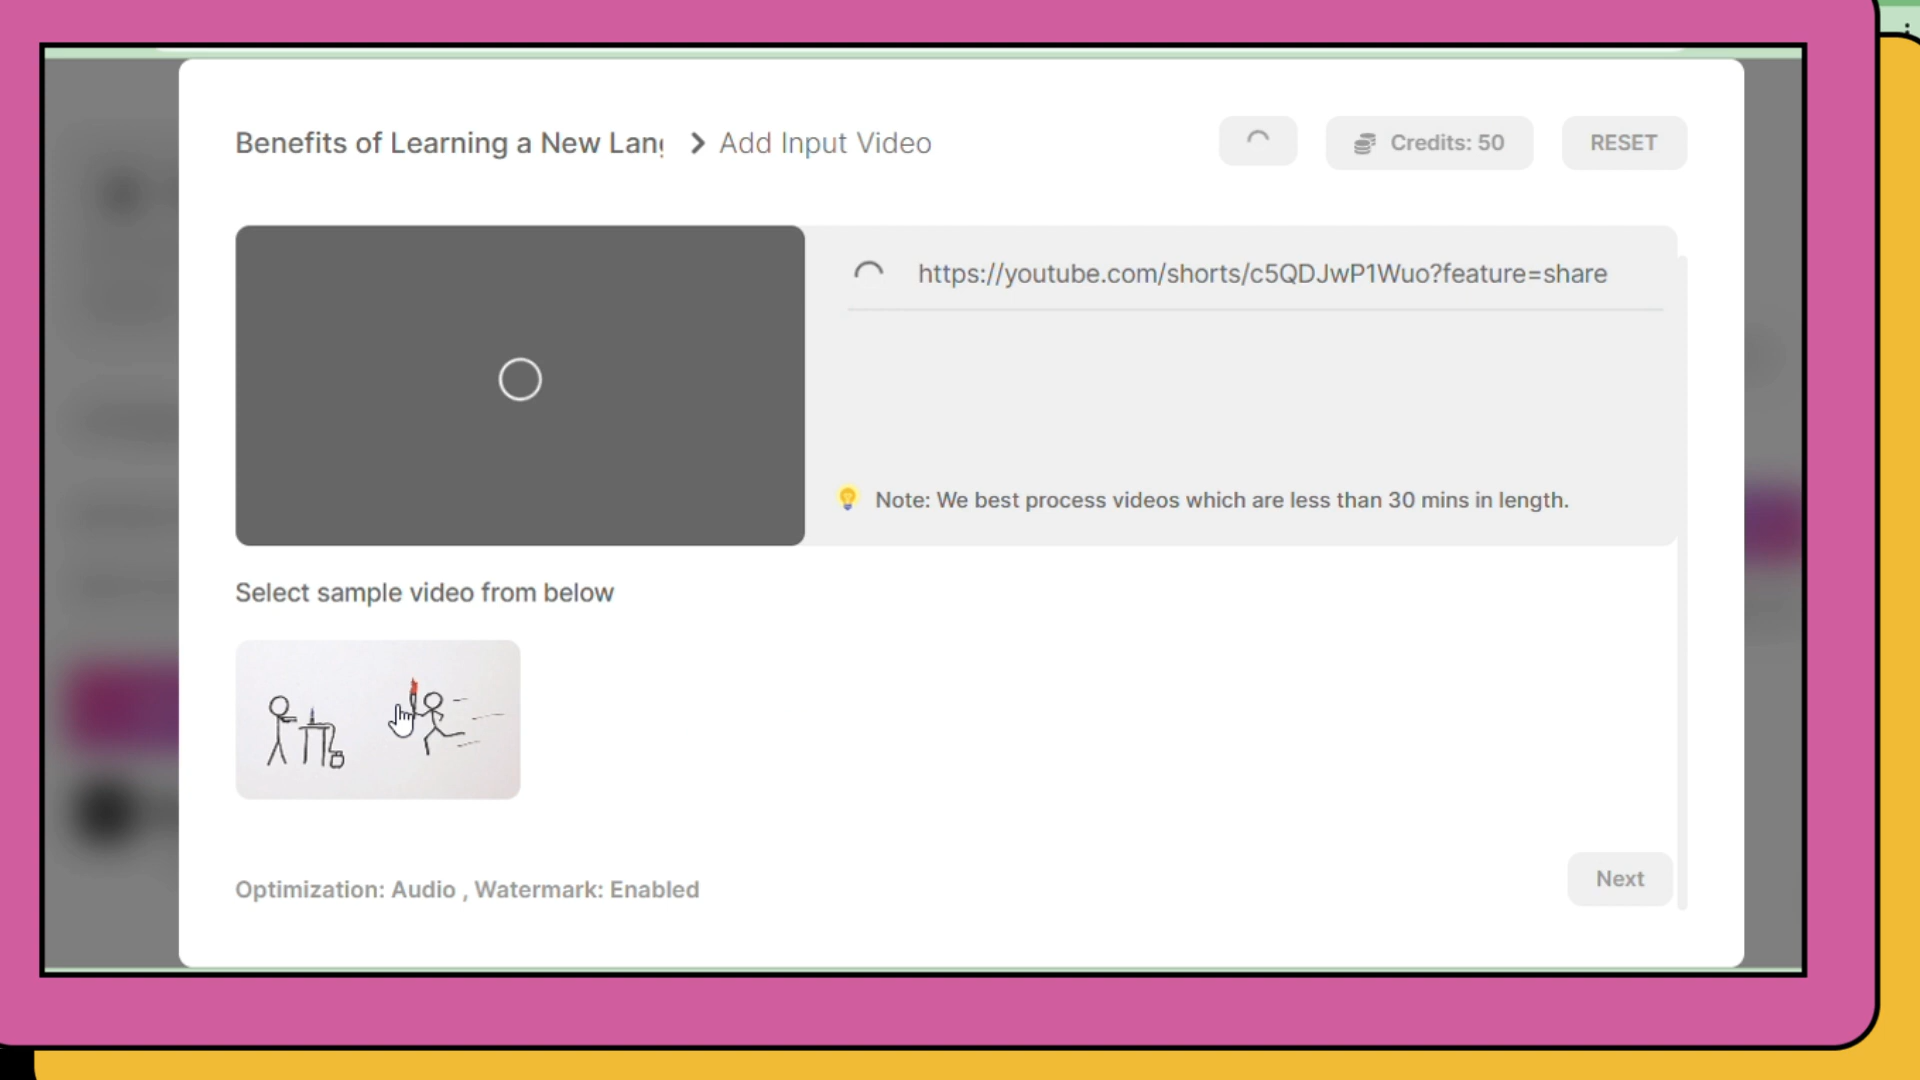 Benefits of Learning a New Lang
Add Input Video
Credits: 50
RESET
https://youtube.com/shorts/c5QDJwP1Wuo?feature=share
Note: We best process videos which are less than 30 mins in length.
Select sample video from below
Optimization: Audio , Watermark: Enabled
Next